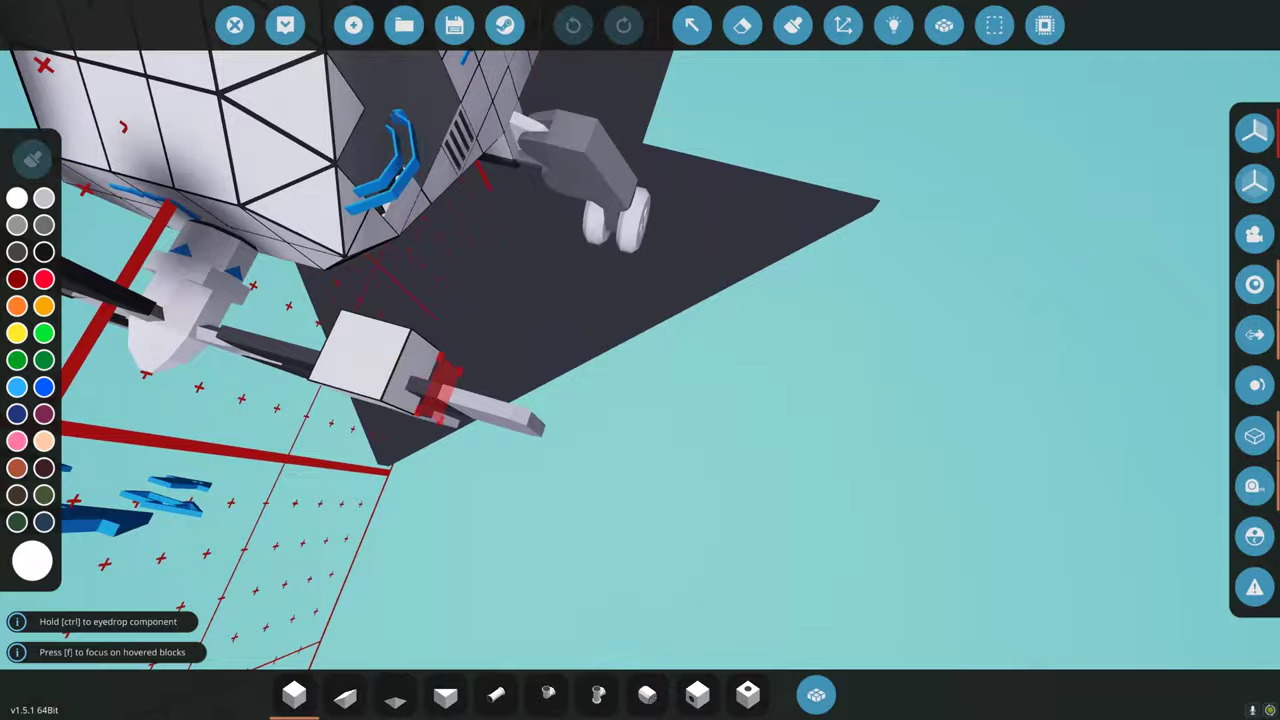 Hold [ctrl] to eyedrop component
Press [f] to focus on hovered blocks
v1.5.1 64Bit